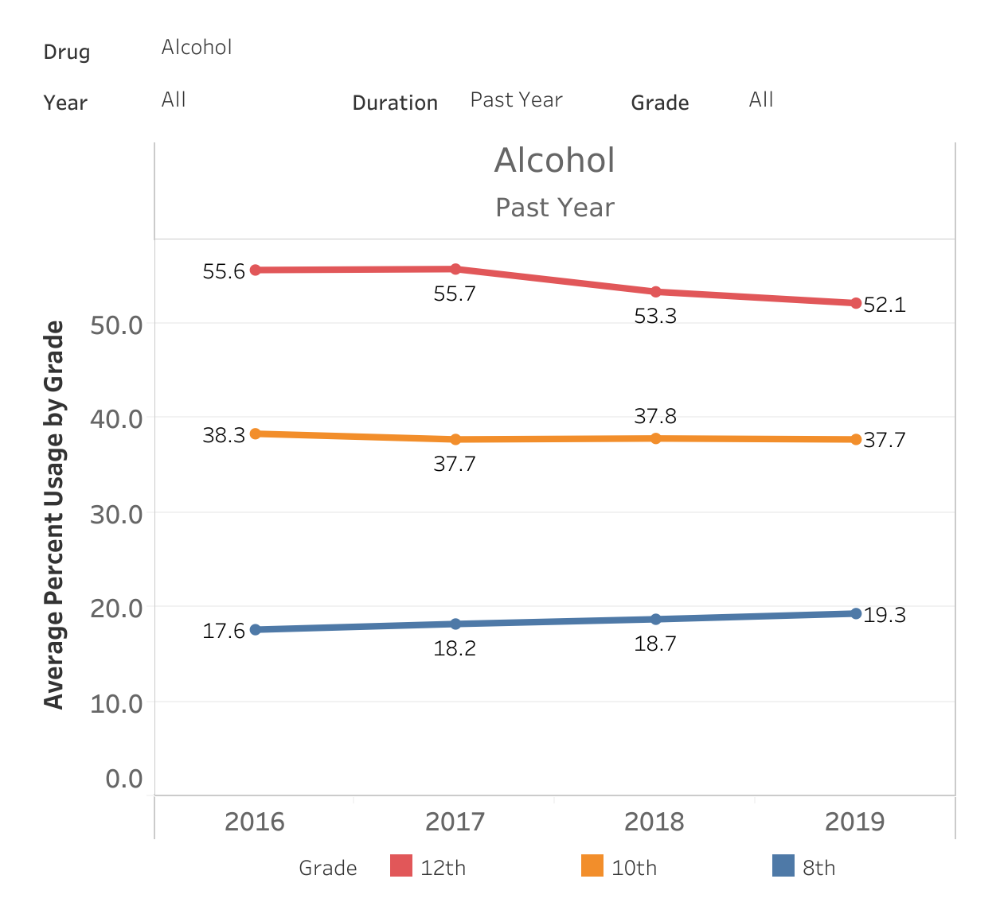 Drug Alcohol
Year All Duration Past Year Grade All
Alcohol
Past Year
Average Percent Usage by Grade
50.0
40.0
30.0
20.0
10.0
0.0
55.6 55.7 53.3 52.1
38.3 37.7 37.8 37.7
17.6 18.2 18.7 19.3
2016 2017 2018 2019
Grade 12th 10th 8th